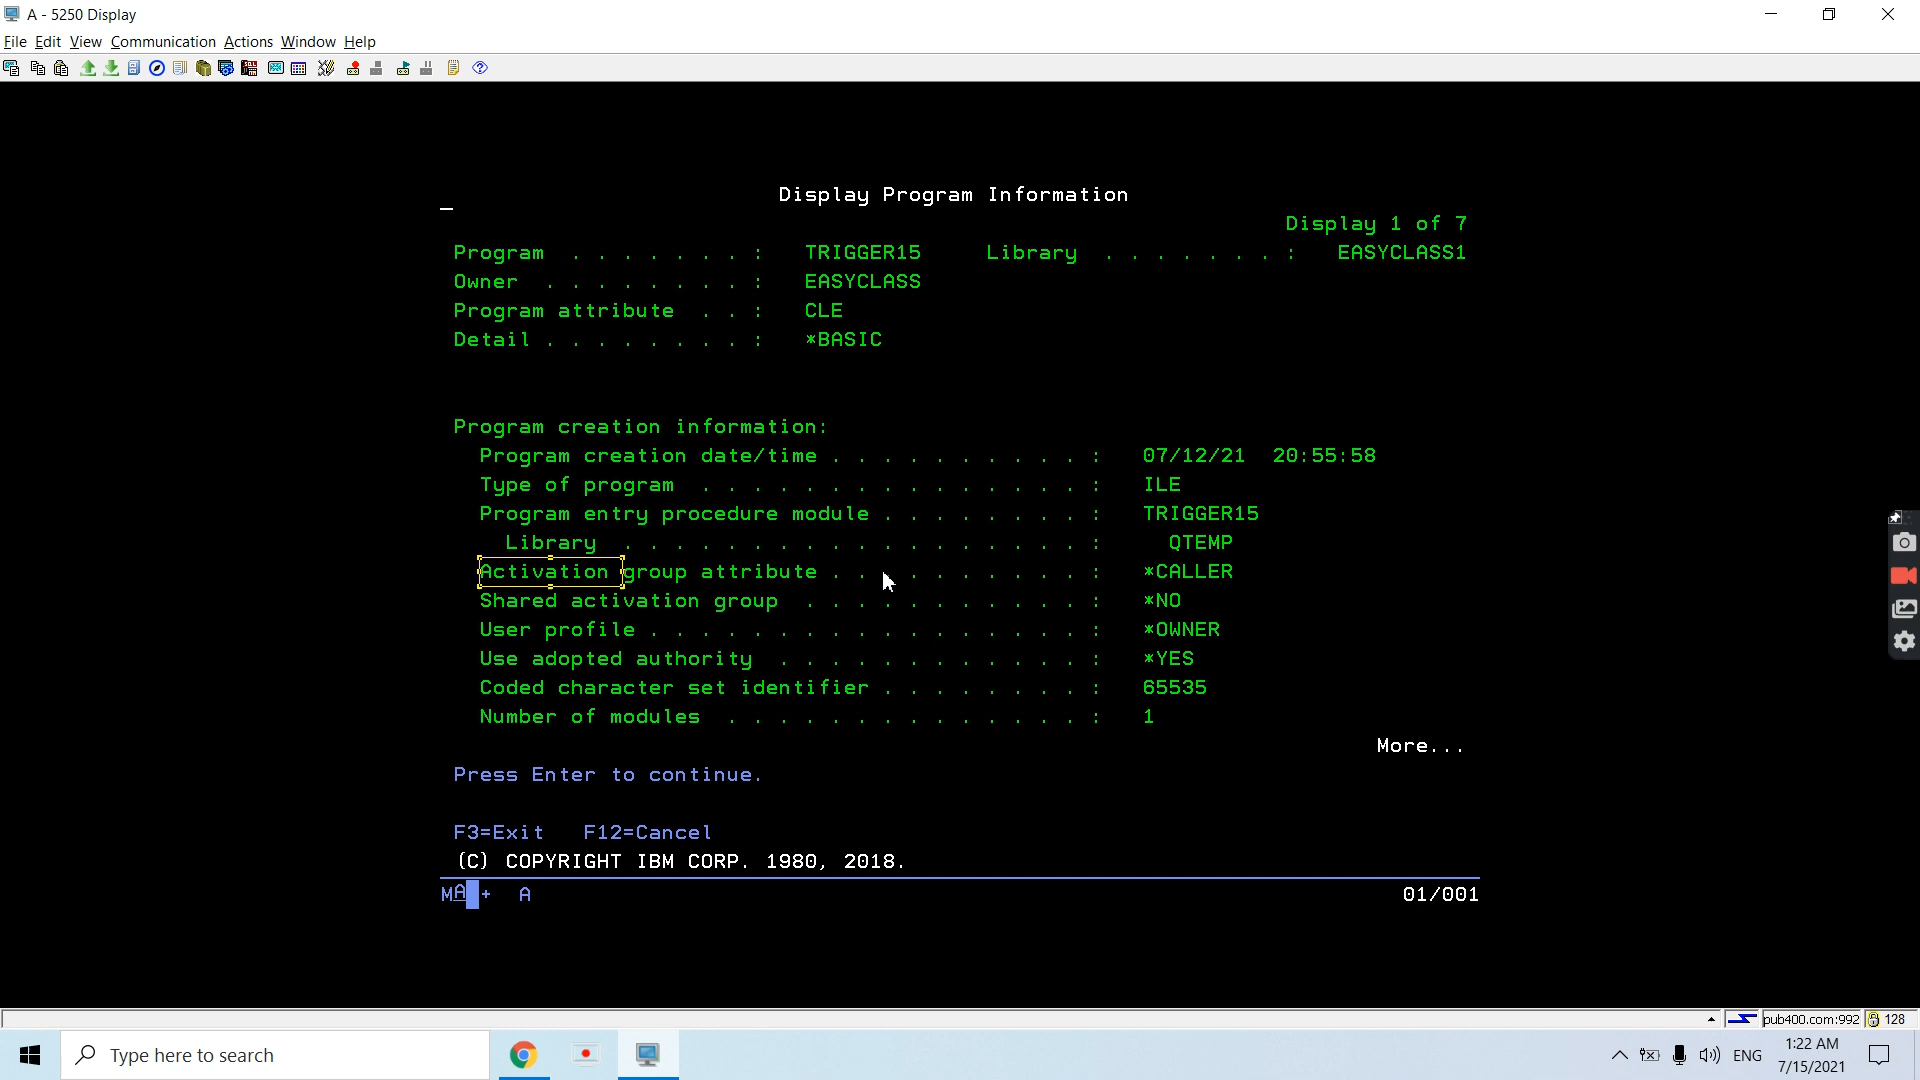 A - 5250 Display
File Edit View Communication Actions Window Help
Display Program Information
Display 1 of 7
Program . . . . . . . : TRIGGER15 Library . . . . . . . : EASYCLASS1
Owner . . . . . . . . : EASYCLASS
Program attribute . . : CLE
Detail . . . . . . . . : *BASIC
Program creation information:
Program creation date/time . . . . . . . . . . . : 07/12/21 20:55:58
Type of program . . . . . . . . . . . . . . . . : ILE
Program entry procedure module . . . . . . . . . : TRIGGER15
Library . . . . . . . . . . . . . . . . . . . : QTEMP
Activation group attribute . . . . . . . . . . . : *CALLER
Shared activation group . . . . . . . . . . . . : *NO
User profile . . . . . . . . . . . . . . . . . . : *OWNER
Use adopted authority . . . . . . . . . . . . . : *YES
Coded character set identifier . . . . . . . . . : 65535
Number of modules . . . . . . . . . . . . . . . : 1
More...
Press Enter to continue.
F3=Exit F12=Cancel
(C) COPYRIGHT IBM CORP. 1980, 2018.
MA + A 01/001
pub400.com:992 128
Type here to search
ENG
1:22 AM
7/15/2021